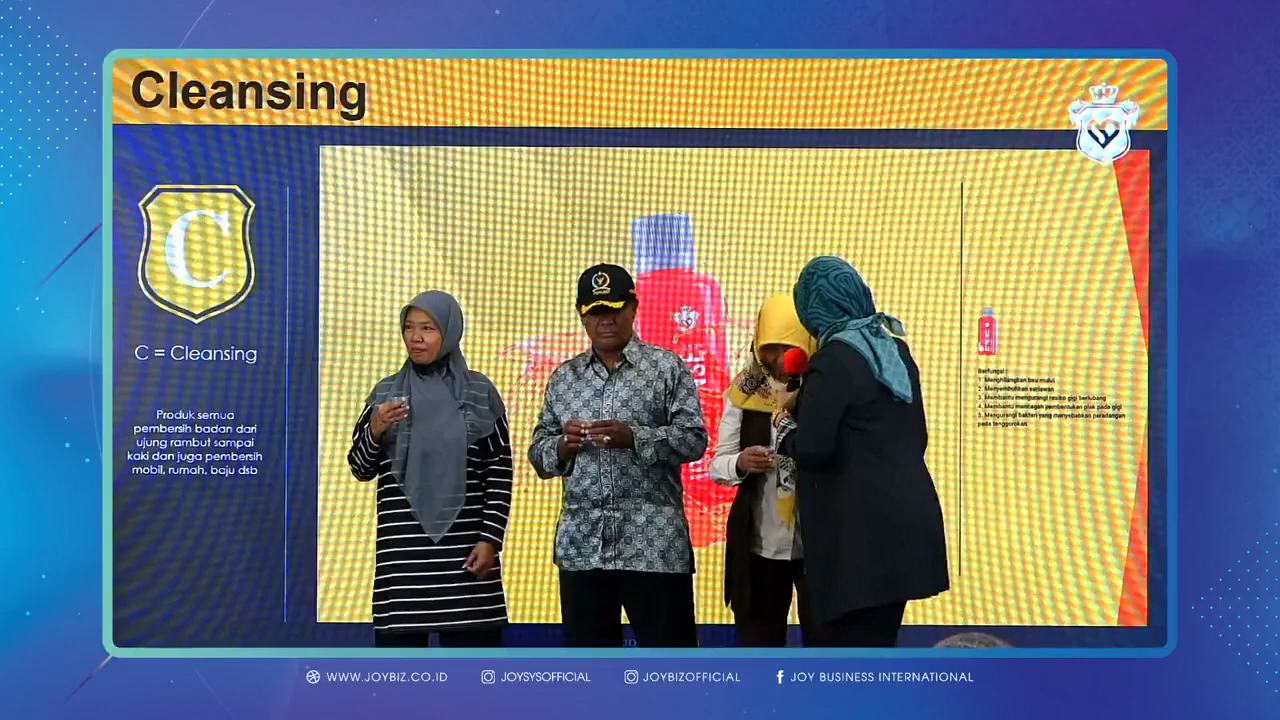 Cleansing
C
C = Cleansing
Produk semua
pembersih badan dari
ujung rambut sampai
kaki dan juga pembersih
mobil, rumah, baju dsb
Berfungsi :
1. Menghilangkan bau mulut
2. Menyembuhkan sariawan
3. Membantu mengurangi resiko gigi berlubang
4. Membantu mencegah pembentukan plak pada gigi
5. Mengurangi bakteri yang menyebabkan peradangan
pada tenggorokan
WWW.JOYBIZ.CO.ID
JOYSYSOFFICIAL
JOYBIZOFFICIAL
JOY BUSINESS INTERNATIONAL